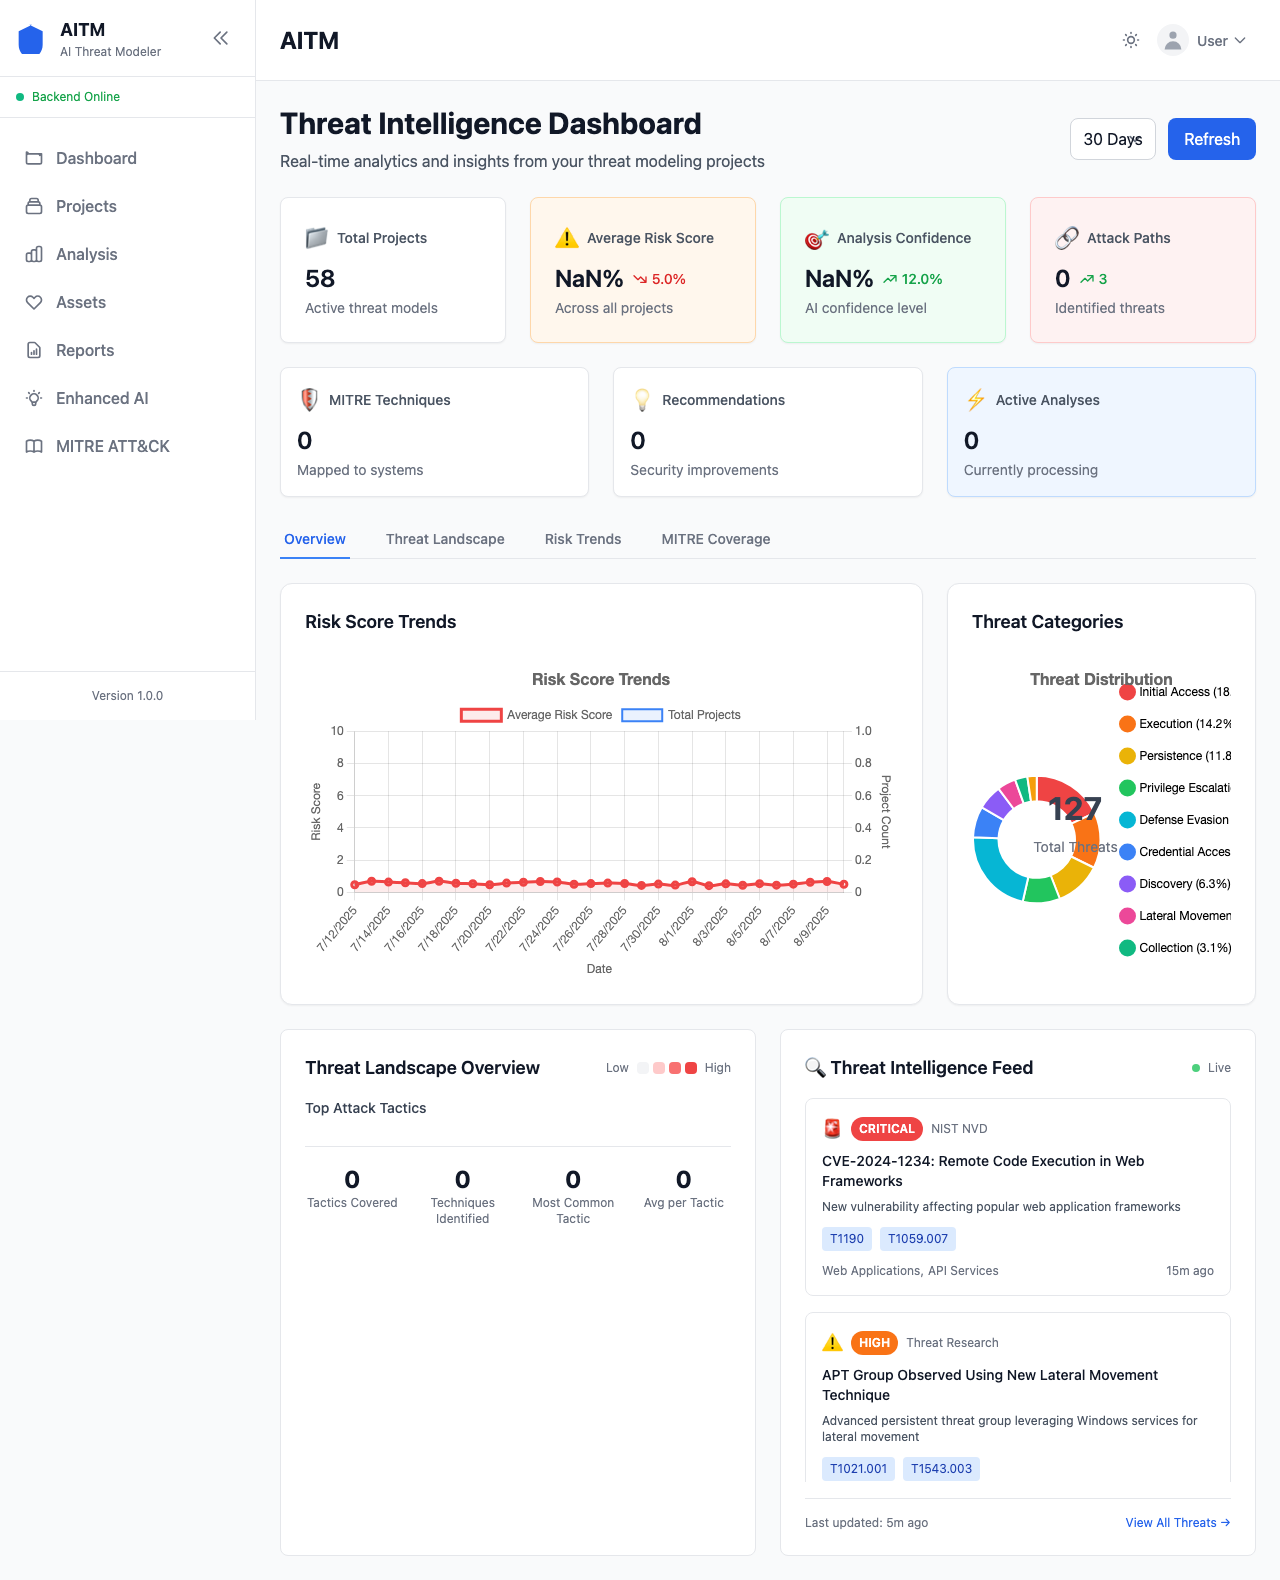 AITM
AI Threat Modeler
Backend Online
Dashboard
Projects
Analysis
Assets
Reports
Enhanced AI
MITRE ATT&CK
Version 1.0.0
AITM
User
Threat Intelligence Dashboard
Real-time analytics and insights from your threat modeling projects
30 Days
Refresh
Total Projects
58
Active threat models
Average Risk Score
NaN% 5.0%
Across all projects
Analysis Confidence
NaN% 12.0%
AI confidence level
Attack Paths
0 3
Identified threats
MITRE Techniques
0
Mapped to systems
Recommendations
0
Security improvements
Active Analyses
0
Currently processing
Overview
Threat Landscape
Risk Trends
MITRE Coverage
Risk Score Trends
Risk Score Trends
Average Risk Score
Total Projects
Risk Score
10
8
6
4
2
0
1.0
0.8
0.6
0.4
0.2
0
Project Count
7/12/2025
7/14/2025
7/16/2025
7/18/2025
7/20/2025
7/22/2025
7/24/2025
7/26/2025
7/28/2025
7/30/2025
8/1/2025
8/3/2025
8/5/2025
8/7/2025
8/9/2025
Date
Threat Categories
Threat Distribution
127
Total Threats
Initial Access (18.
Execution (14.2%
Persistence (11.8
Privilege Escalati
Defense Evasion
Credential Acces
Discovery (6.3%)
Lateral Movemen
Collection (3.1%)
Threat Landscape Overview
Low
High
Top Attack Tactics
0
Tactics Covered
0
Techniques
Identified
0
Most Common
Tactic
0
Avg per Tactic
Threat Intelligence Feed
Live
CRITICAL NIST NVD
CVE-2024-1234: Remote Code Execution in Web
Frameworks
New vulnerability affecting popular web application frameworks
T1190 T1059.007
Web Applications, API Services
15m ago
HIGH Threat Research
APT Group Observed Using New Lateral Movement
Technique
Advanced persistent threat group leveraging Windows services for
lateral movement
T1021.001 T1543.003
Last updated: 5m ago
View All Threats →